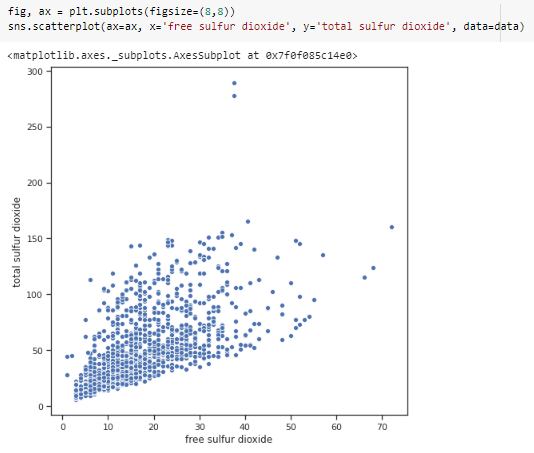 fig, ax = plt.subplots(figsize=(8,8))
sns.scatterplot(ax=ax, x='free sulfur dioxide', y='total sulfur dioxide', data=data)
<matplotlib.axes._subplots.AxesSubplot at 0x7f0f085c14e0>
300
250
200
150
100
50
0
total sulfur dioxide
0 10 20 30 40 50 60 70
free sulfur dioxide